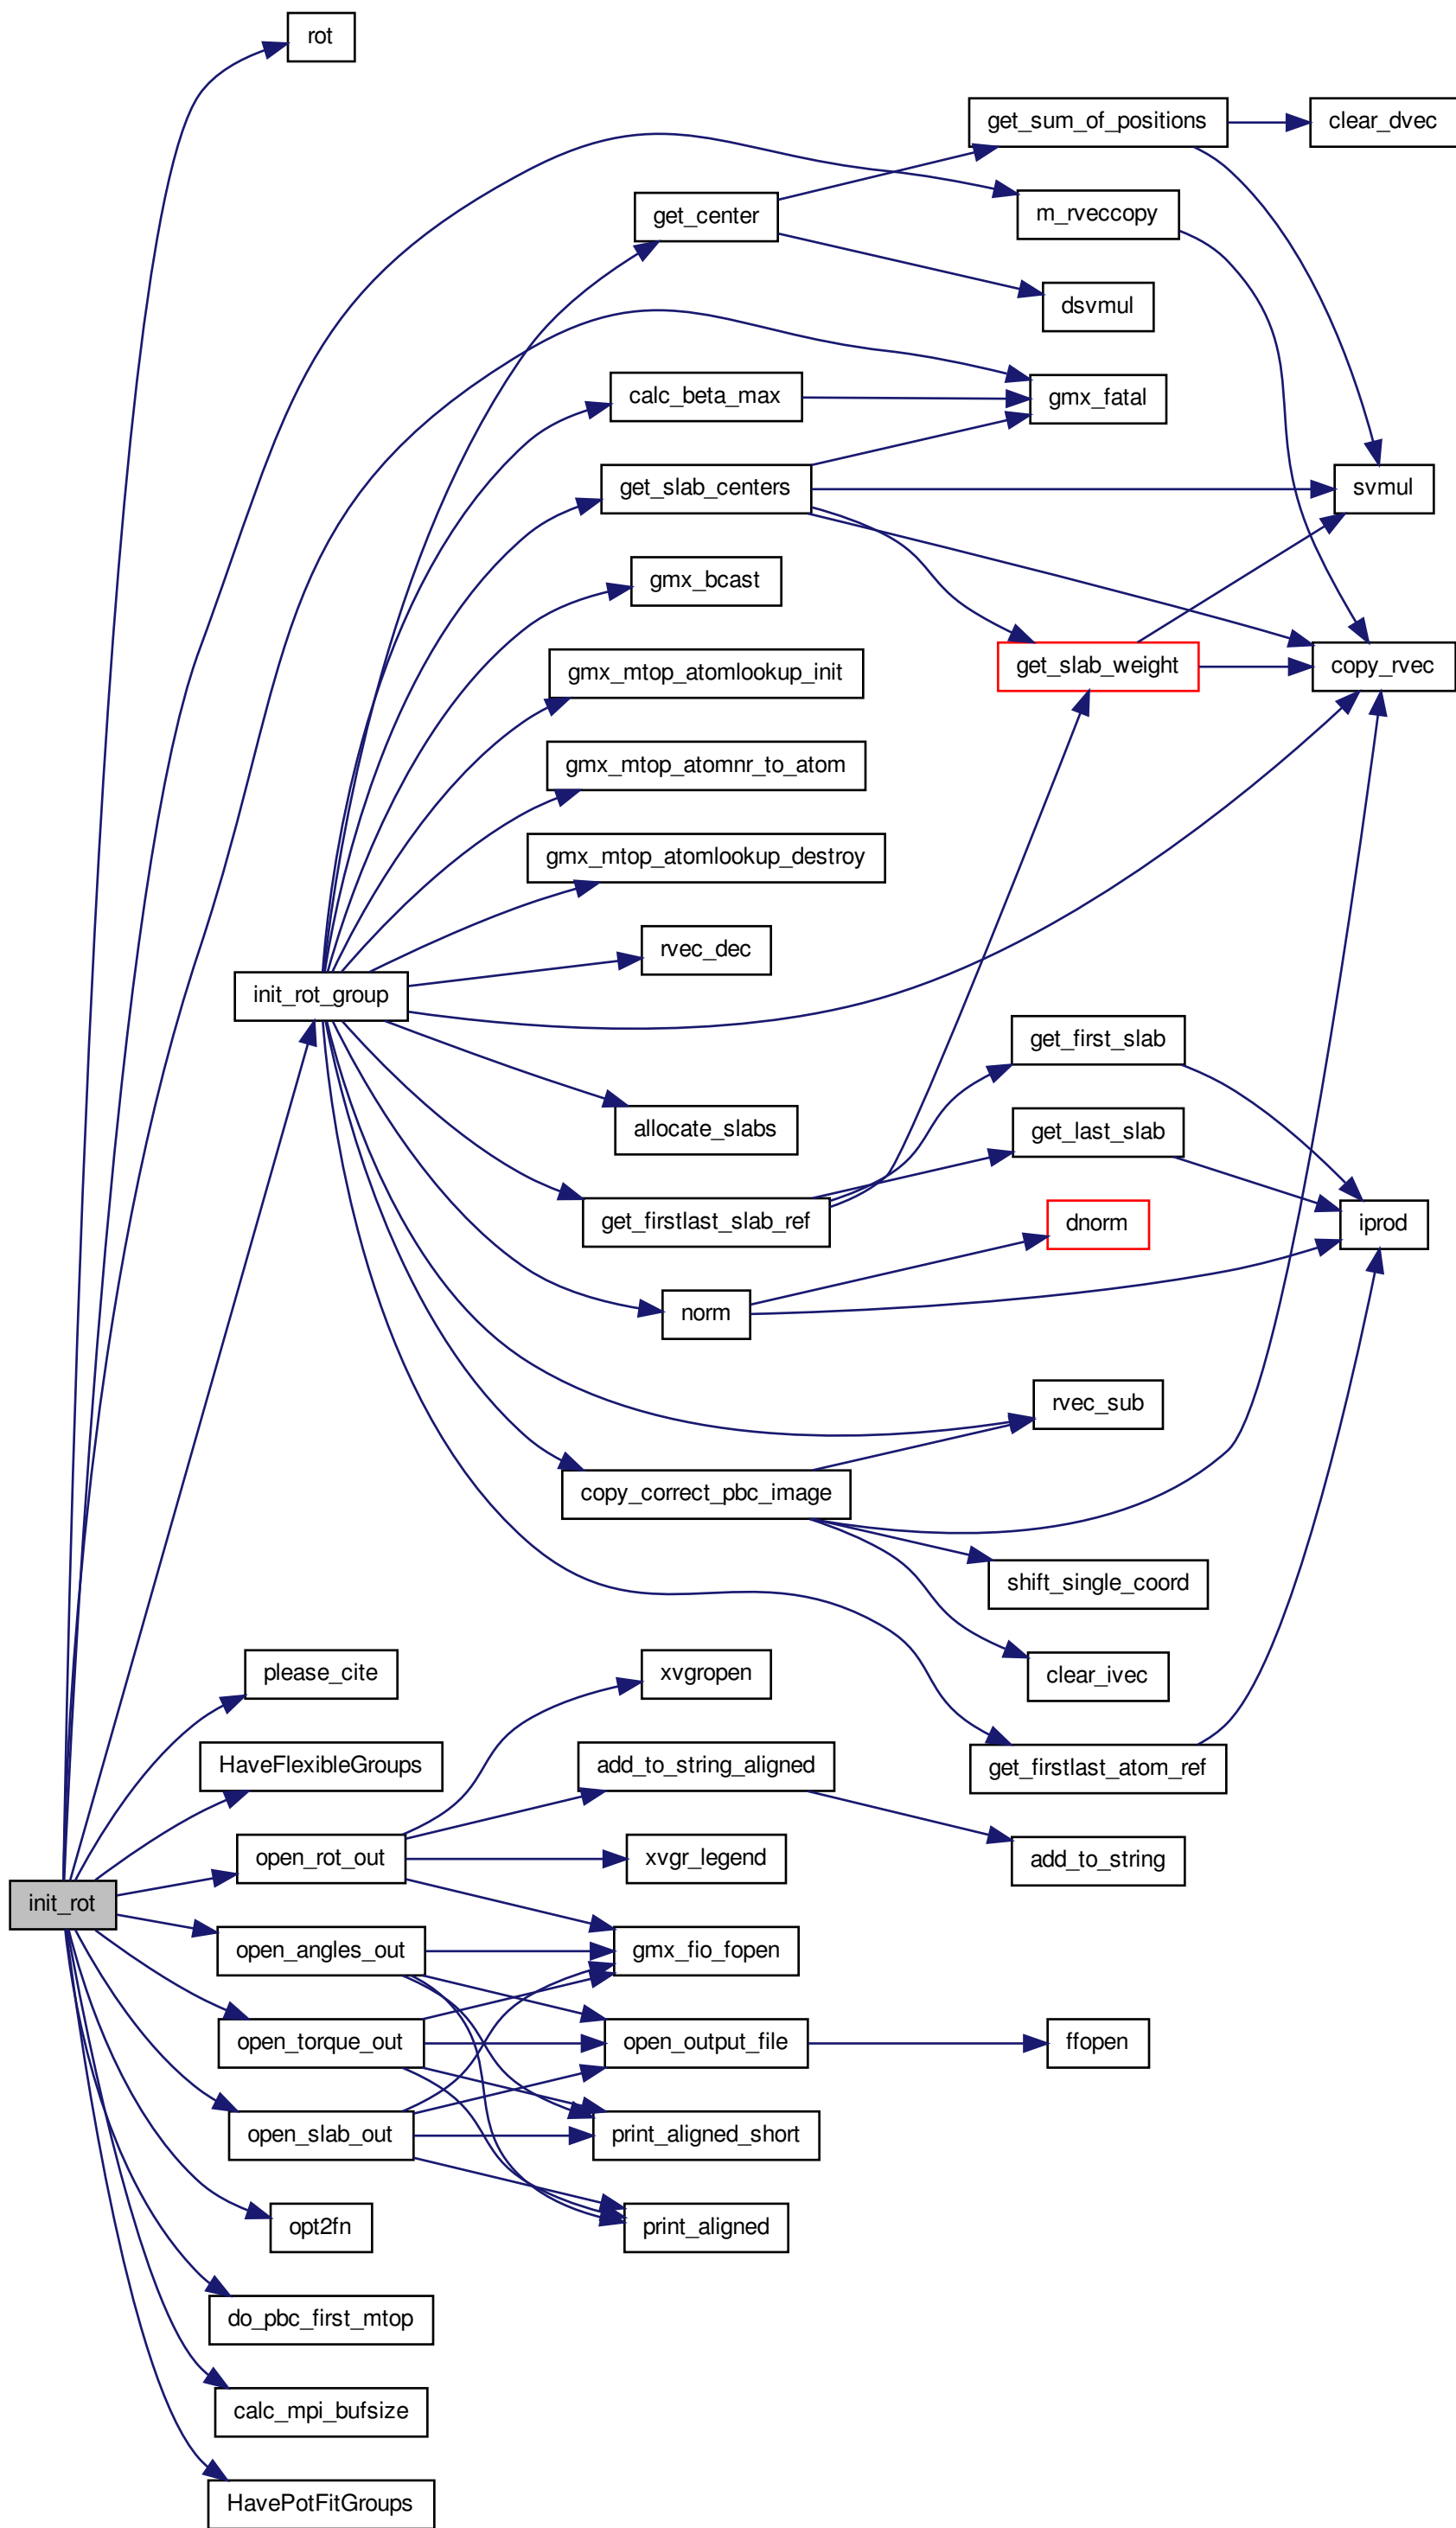 rot
get_sum_of_positions
clear_dvec
get_center
m_rveccopy
dsvmul
calc_beta_max
gmx_fatal
get_slab_centers
svmul
gmx_bcast
gmx_mtop_atomlookup_init
get_slab_weight
copy_rvec
gmx_mtop_atomnr_to_atom
gmx_mtop_atomlookup_destroy
rvec_dec
init_rot_group
get_first_slab
allocate_slabs
get_last_slab
get_firstlast_slab_ref
dnorm
iprod
norm
rvec_sub
copy_correct_pbc_image
shift_single_coord
please_cite
xvgropen
clear_ivec
HaveFlexibleGroups
add_to_string_aligned
get_firstlast_atom_ref
open_rot_out
xvgr_legend
add_to_string
init_rot
open_angles_out
gmx_fio_fopen
open_torque_out
open_output_file
ffopen
open_slab_out
print_aligned_short
opt2fn
print_aligned
do_pbc_first_mtop
calc_mpi_bufsize
HavePotFitGroups